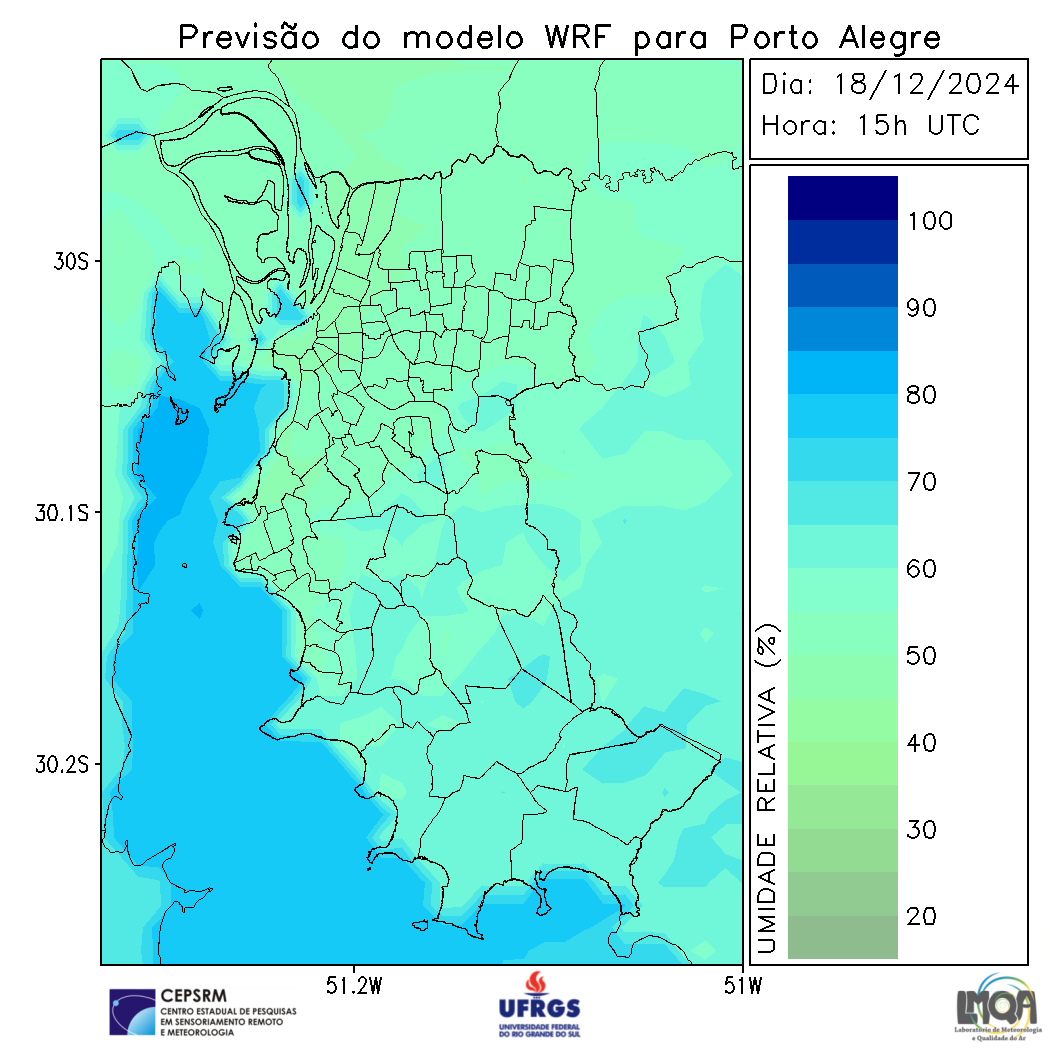 Previsão do modelo WRF para Porto Alegre
Dia: 18/12/2024
Hora: 15h UTC
30S
30.1S
30.2S
51.2W
51W
UMIDADE RELATIVA (%)
100
90
80
70
60
50
40
30
20
CEPSRM
CENTRO ESTADUAL DE PESQUISAS
EM SENSORIAMENTO REMOTO
E METEOROLOGIA
UFRGS
UNIVERSIDADE FEDERAL
DO RIO GRANDE DO SUL
LMQA
Laboratório de Meteorologia
e Qualidade do Ar